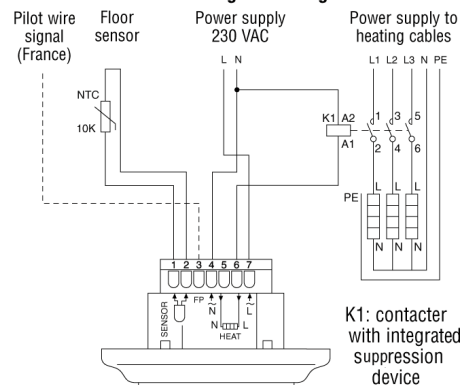 Pilot wire
signal
(France)
Floor
sensor
Power supply
230 VAC
Power supply to
heating cables
L N
L1 L2 L3 N PE
NTC
10K
K1 A2
A1
1 3 5
2 4 6
PE
L L L
N N N
1 2 3 4 5 6 7
SENSOR
FP
~ ~
N N L L
HEAT
K1: contacter
with integrated
suppression
device